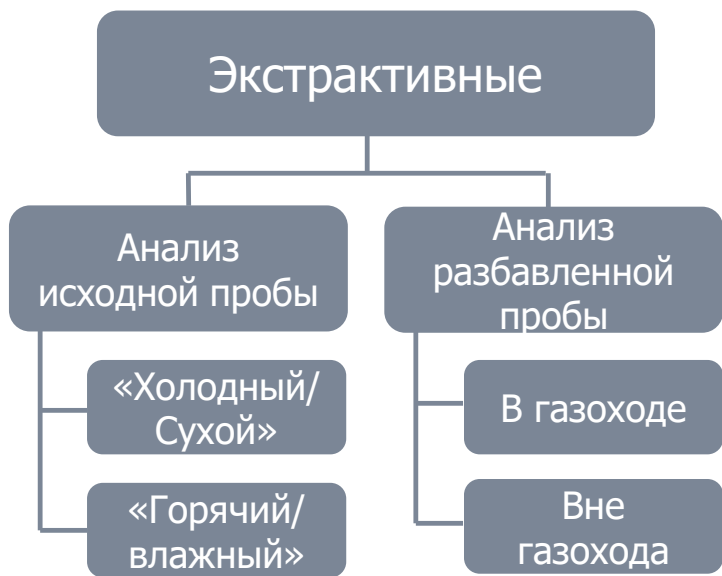 Экстрактивные
Анализ
исходной пробы
«Холодный/
Сухой»
«Горячий/
влажный»
Анализ
разбавленной
пробы
В газоходе
Вне
газохода